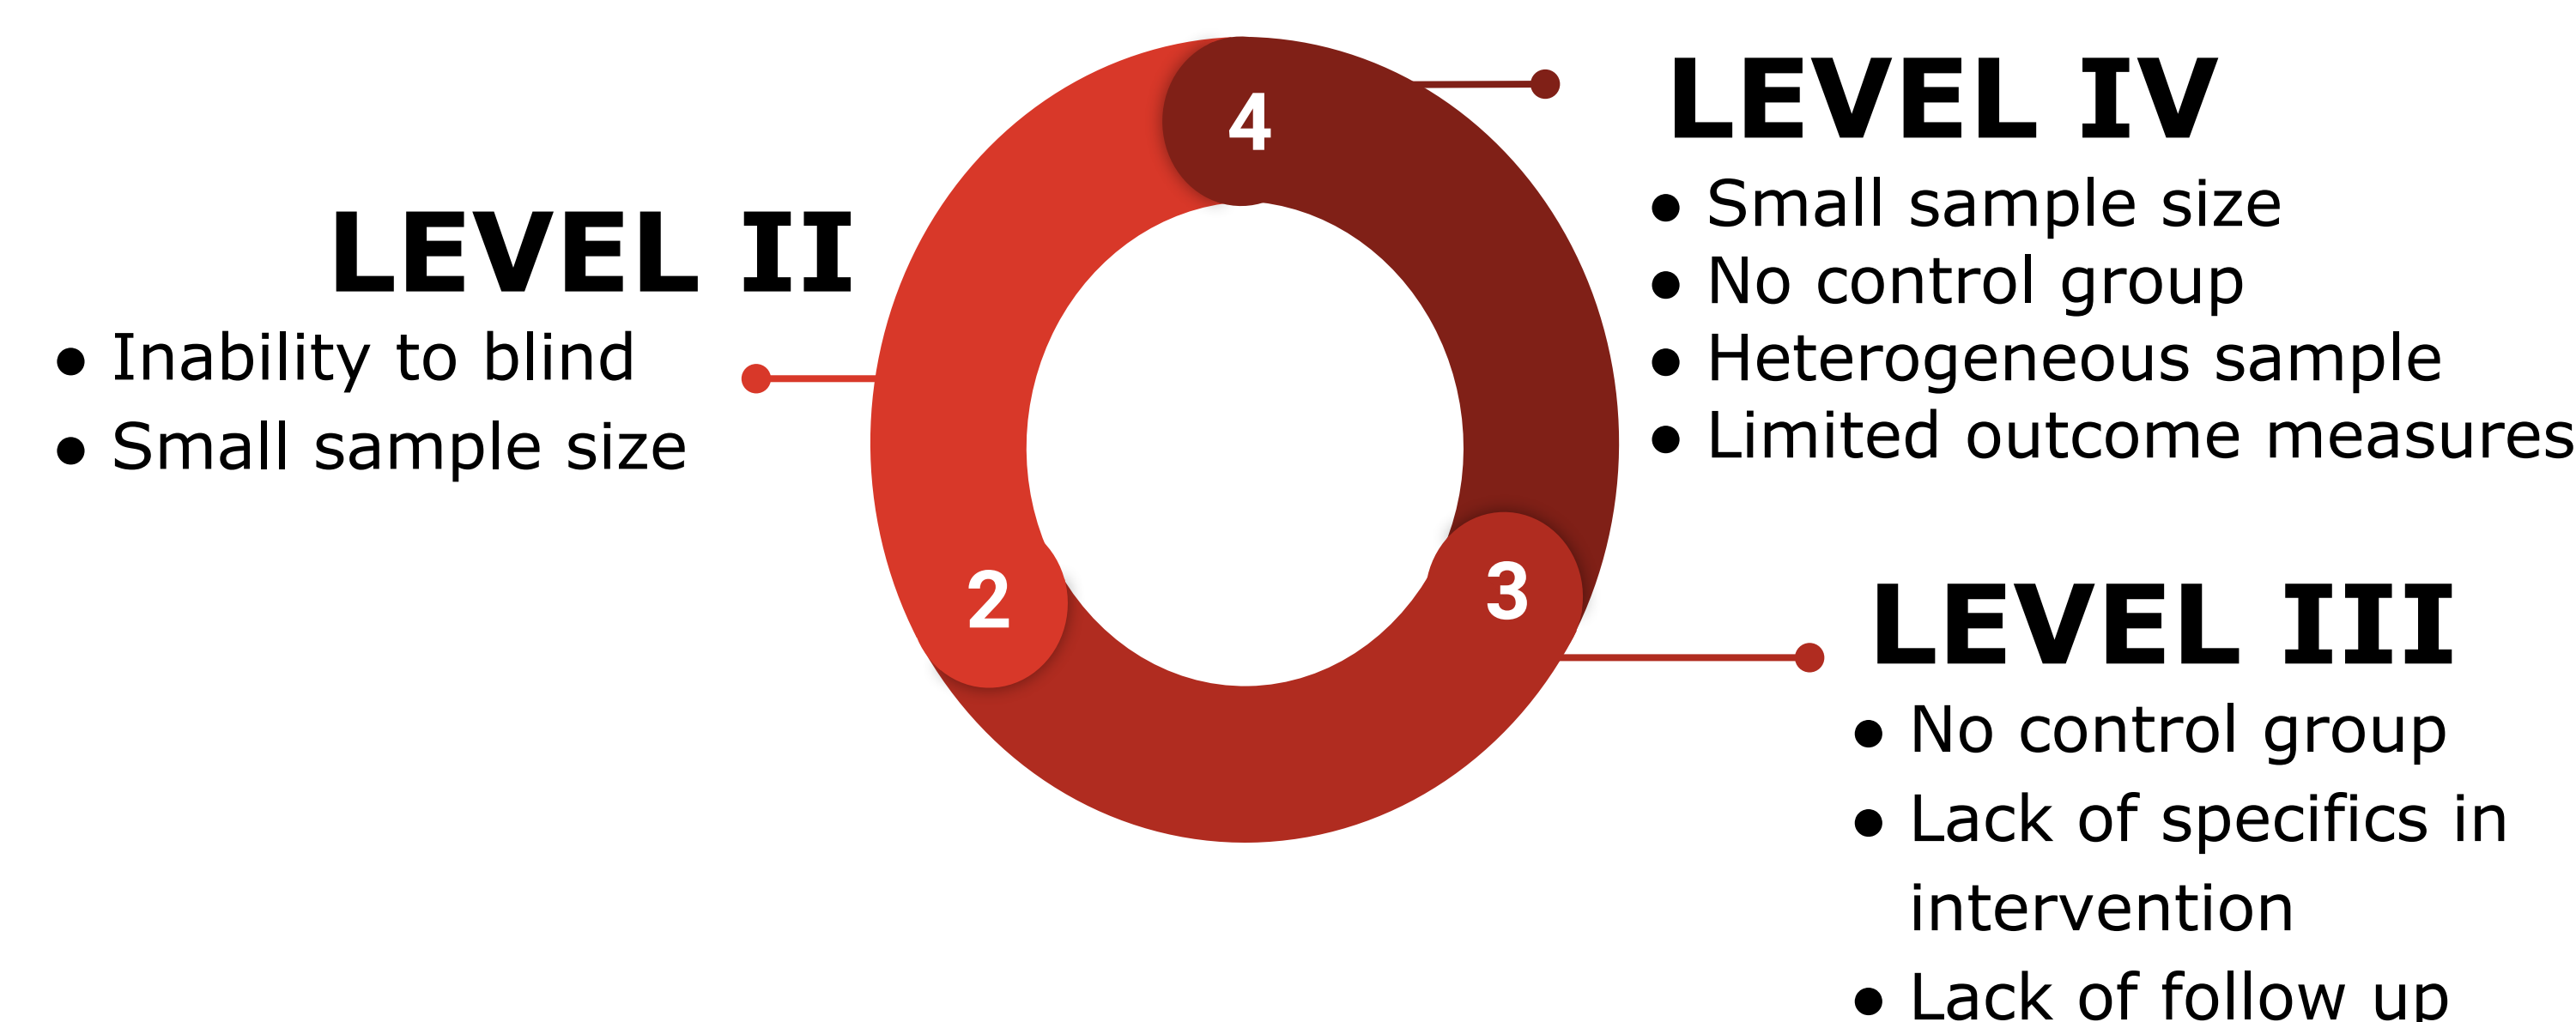 LEVEL II
● Inability to blind
● Small sample size
4
2
3
LEVEL IV
● Small sample size
● No control group
● Heterogeneous sample
● Limited outcome measures
LEVEL III
● No control group
● Lack of specifics in
intervention
● Lack of follow up